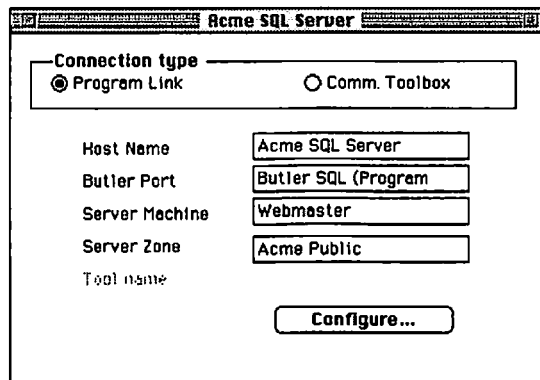 Acme SQL Server
Connection type
Program Link
Comm. Toolbox
Host Name Acme SQL Server
Butler Port Butler SQL (Program
Server Machine Webmaster
Server Zone Acme Public
Tool name
Configure...